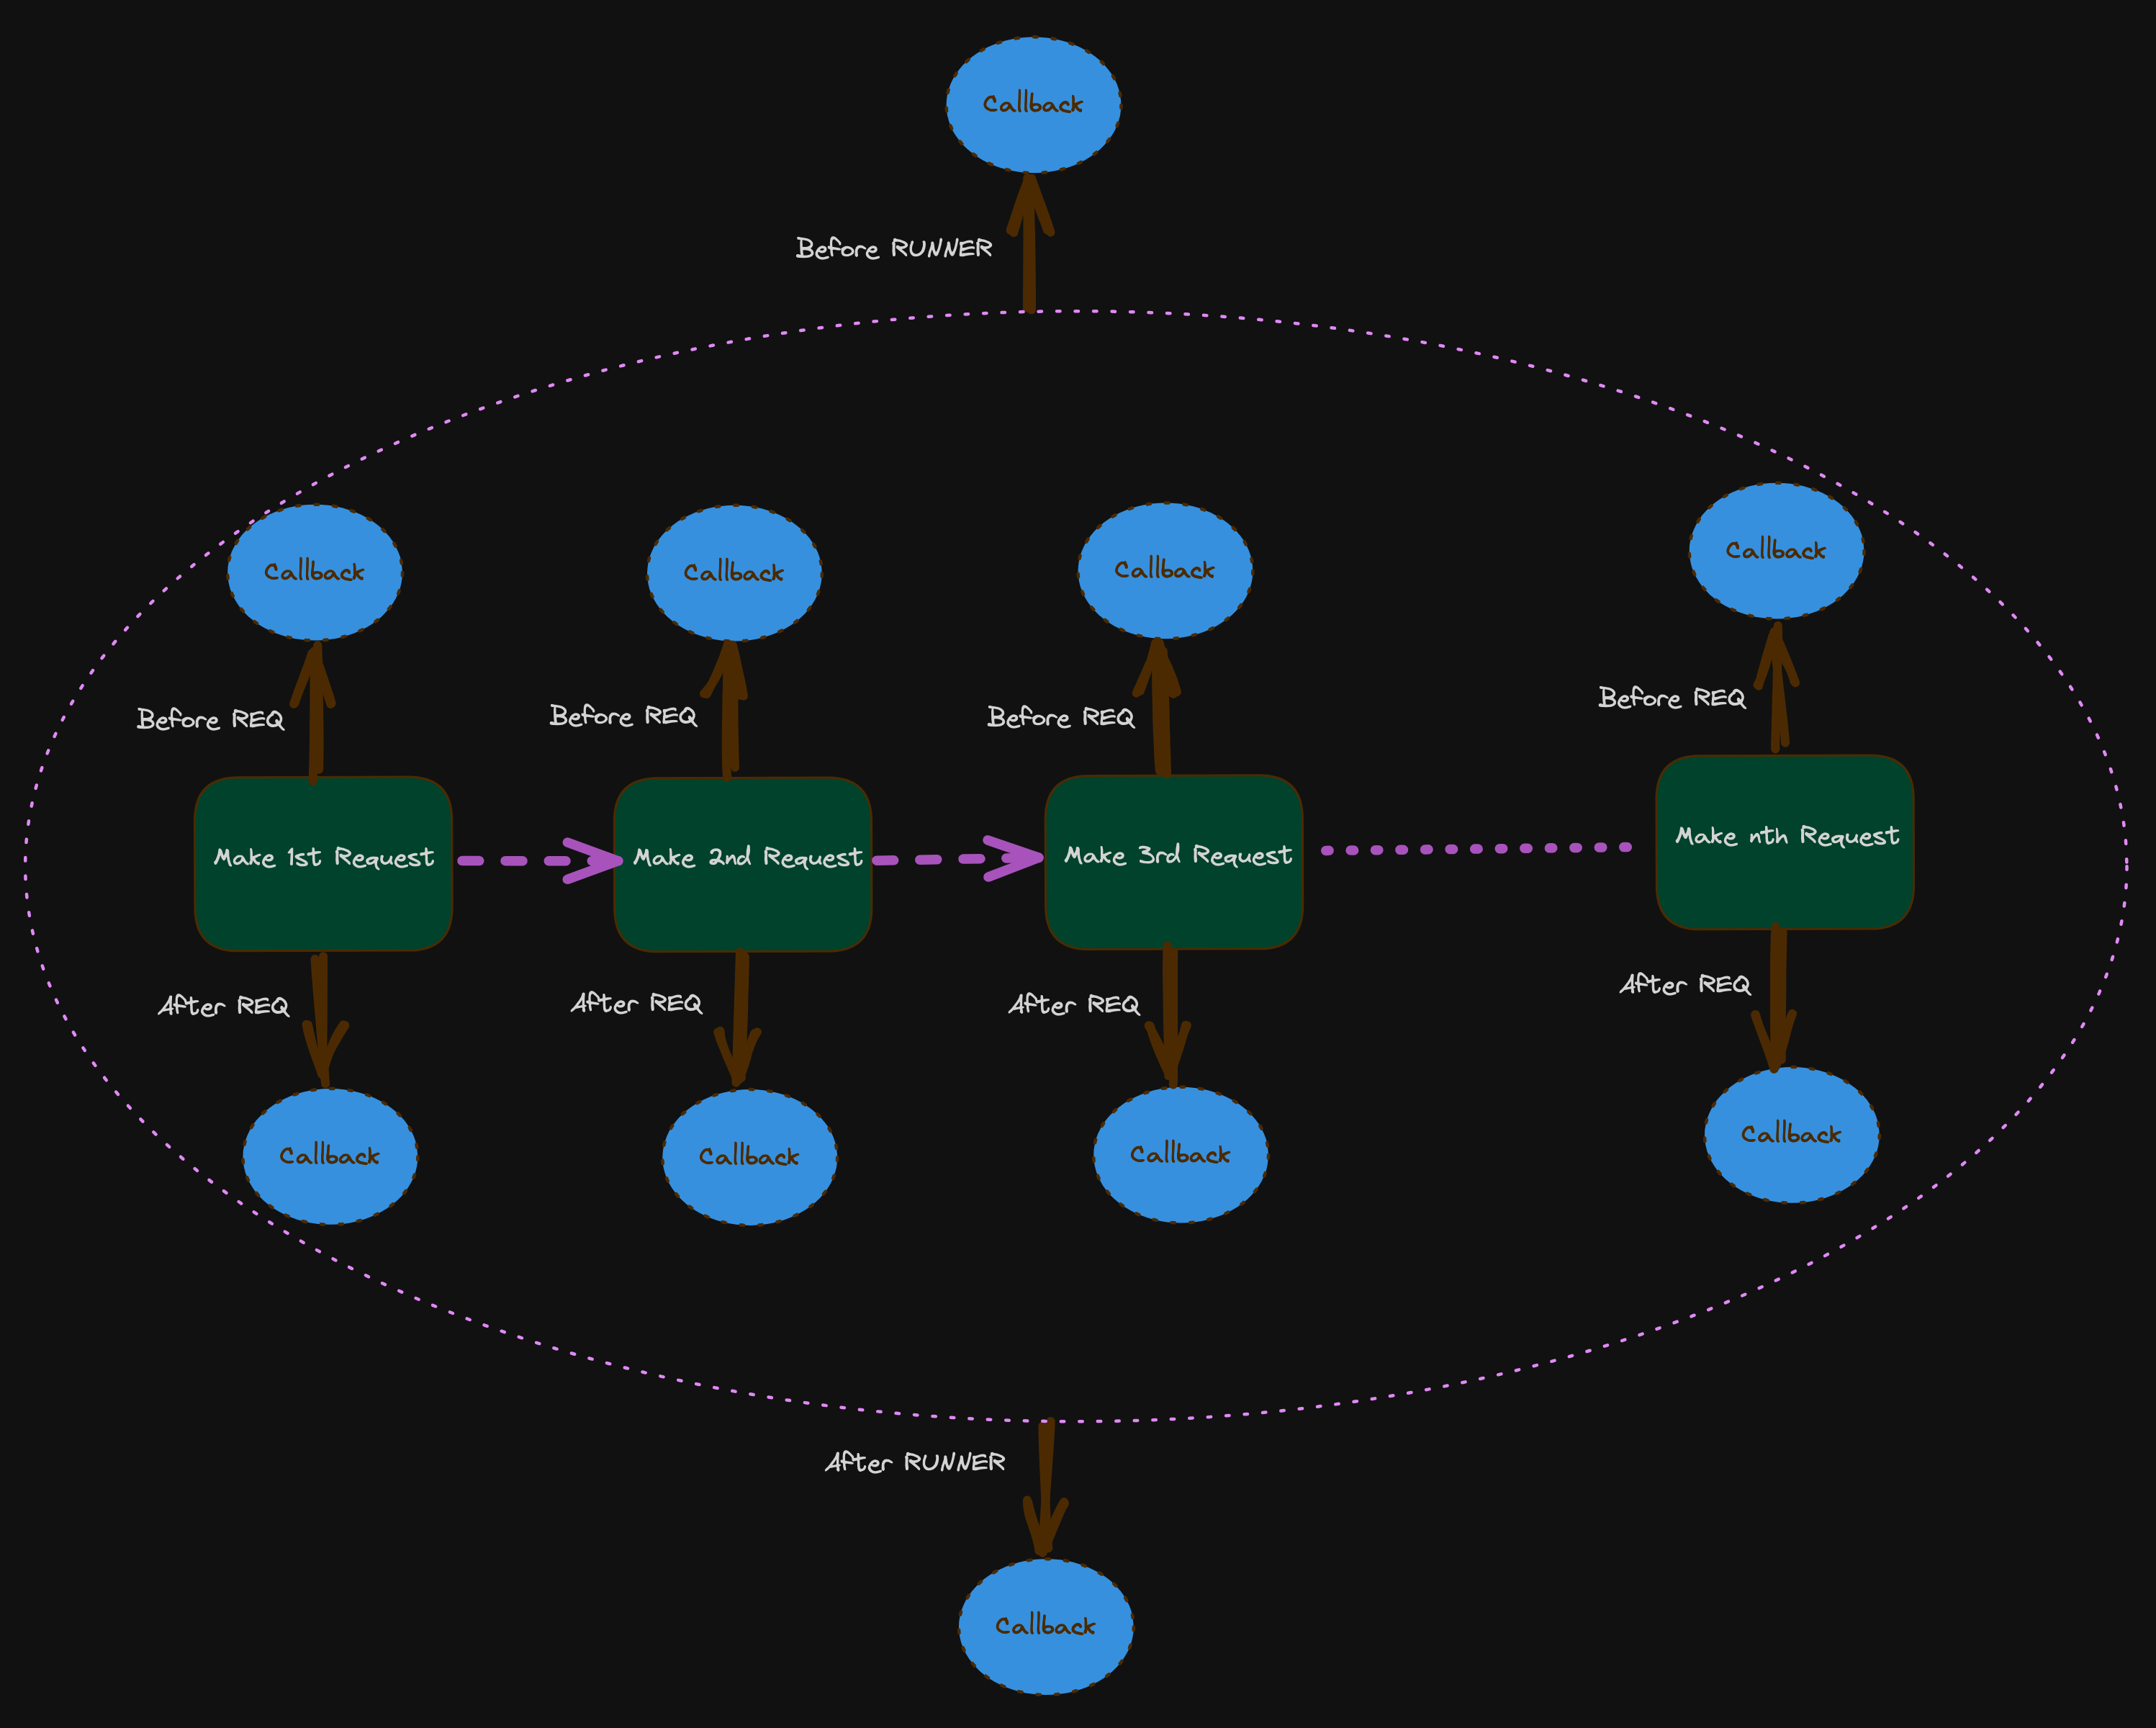 Callback
Before RUNNER
Callback
Callback
Callback
Callback
Before REQ
Before REQ
Before REQ
Before REQ
Make 1st Request
Make 2nd Request
Make 3rd Request
Make nth Request
After REQ
After REQ
After REQ
After REQ
Callback
Callback
Callback
Callback
After RUNNER
Callback